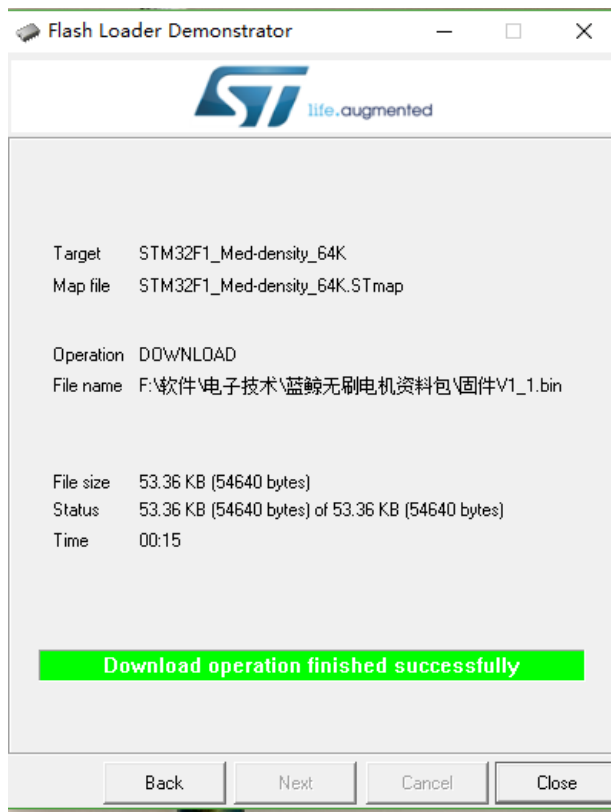 Flash Loader Demonstrator
ST life.augmented
Target STM32F1_Med-density_64K
Map file STM32F1_Med-density_64K.STmap
Operation DOWNLOAD
File name F:\软件\电子技术\蓝鲸无刷电机资料包\固件V1_1.bin
File size 53.36 KB (54640 bytes)
Status 53.36 KB (54640 bytes) of 53.36 KB (54640 bytes)
Time 00:15
Download operation finished successfully
Back Next Cancel Close